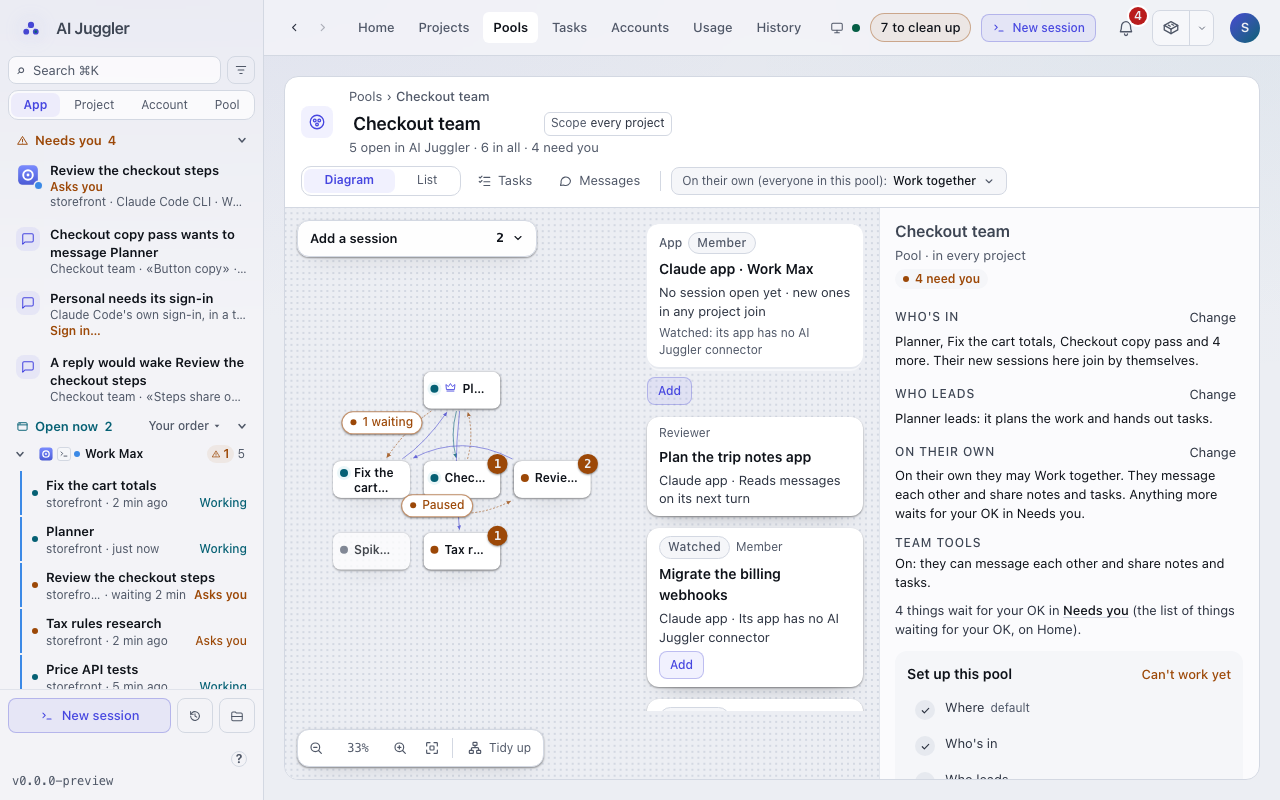 AI Juggler
Search ⌘K
App Project Account Pool
Needs you 4
Review the checkout steps
Asks you
storefront · Claude Code CLI · W…
Checkout copy pass wants to
message Planner
Checkout team · «Button copy» ·…
Personal needs its sign-in
Claude Code's own sign-in, in a t…
Sign in…
A reply would wake Review the
checkout steps
Checkout team · «Steps share o…
Open now 2 Your order
Work Max 1 5
Fix the cart totals
storefront · 2 min ago Working
Planner
storefront · just now Working
Review the checkout steps
storefro… · waiting 2 min Asks you
Tax rules research
storefront · 2 min ago Asks you
Price API tests
storefront · 5 min ago Working
New session
?
v0.0.0-preview
Home Projects Pools Tasks Accounts Usage History
7 to clean up
New session
4
S
Pools › Checkout team
Checkout team
Scope every project
5 open in AI Juggler · 6 in all · 4 need you
Diagram List Tasks Messages
On their own (everyone in this pool): Work together
Add a session 2
Pl…
1 waiting
Fix the
cart…
Chec… 1
Revie… 2
Paused
Spik…
Tax r… 1
33%
Tidy up
App Member
Claude app · Work Max
No session open yet · new ones
in any project join
Watched: its app has no AI
Juggler connector
Add
Reviewer
Plan the trip notes app
Claude app · Reads messages
on its next turn
Watched Member
Migrate the billing
webhooks
Claude app · Its app has no AI
Juggler connector
Add
Checkout team
Pool · in every project
4 need you
WHO'S IN Change
Planner, Fix the cart totals, Checkout copy pass and 4
more. Their new sessions here join by themselves.
WHO LEADS Change
Planner leads: it plans the work and hands out tasks.
ON THEIR OWN Change
On their own they may Work together. They message
each other and share notes and tasks. Anything more
waits for your OK in Needs you.
TEAM TOOLS
On: they can message each other and share notes and
tasks.
4 things wait for your OK in Needs you (the list of things
waiting for your OK, on Home).
Set up this pool Can't work yet
Where default
Who's in
Who leads